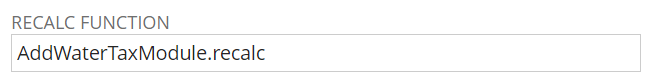 RECALC FUNCTION
AddWaterTaxModule.recalc